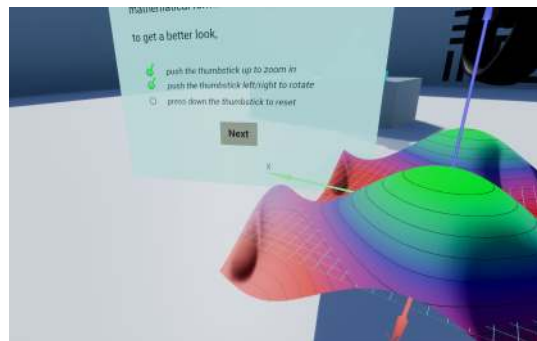 to get a better look,
push the thumbstick up to zoom in
push the thumbstick left/right to rotate
press down the thumbstick to reset
Next